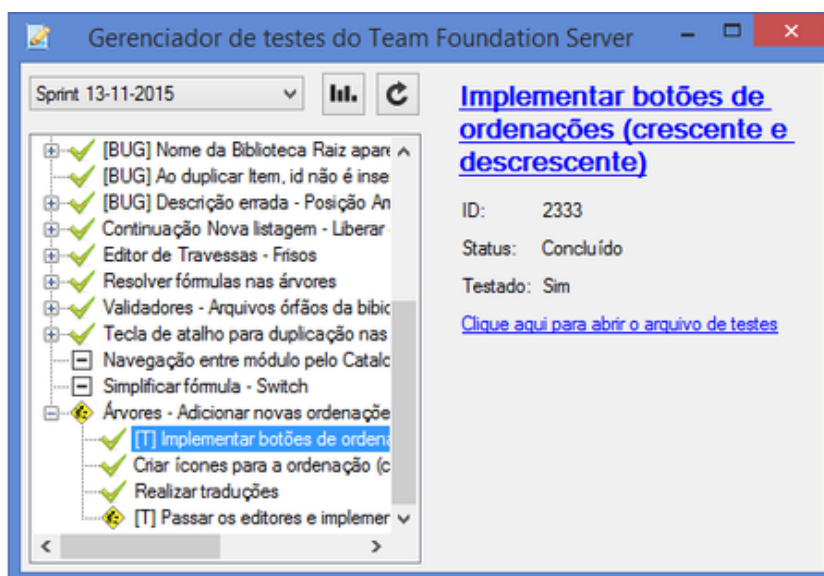 Gerenciador de testes do Team Foundation Server
Sprint 13-11-2015
[BUG] Nome da Biblioteca Raiz apare
[BUG] Ao duplicar Item, id não é inse
[BUG] Descrição errada - Posição Am
Continuação Nova listagem - Liberar
Editor de Travessas - Frisos
Resolver fórmulas nas árvores
Validadores - Arquivos órfãos da bibic
Tecla de atalho para duplicação nas
Navegação entre módulo pelo Catalo
Simplificar fórmula - Switch
Árvores - Adicionar novas ordenaçõe
[T] Implementar botões de ordena
Criar ícones para a ordenação (c
Realizar traduções
[T] Passar os editores e implemer
Implementar botões de
ordenações (crescente e
descrescente)
ID: 2333
Status: Concluído
Testado: Sim
Clique aqui para abrir o arquivo de testes